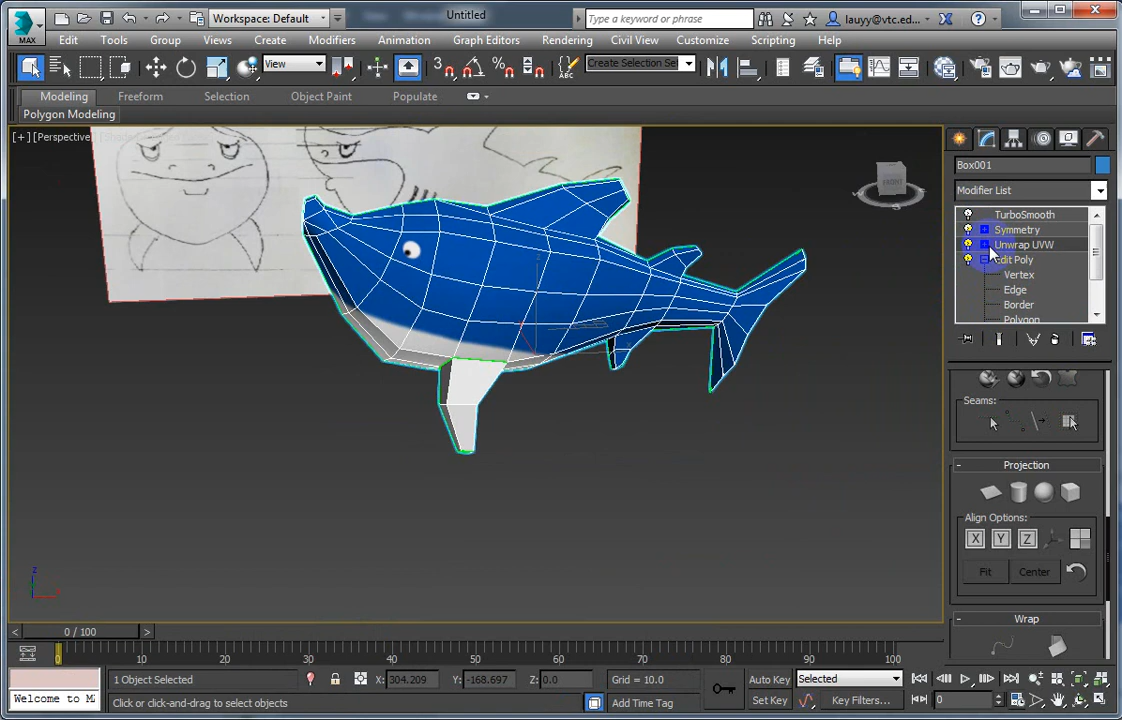 Workspace: Default
Untitled
Type a keyword or phrase
lauyy@vtc.ed...
MAX
Edit
Tools
Group
Views
Create
Modifiers
Animation
Graph Editors
Rendering
Civil View
Customize
Scripting
Help
View
3
Create Selection Se
Modeling
Freeform
Selection
Object Paint
Populate
Polygon Modeling
[+] [Perspective]
FRONT
Box001
Modifier List
TurboSmooth
Symmetry
Unwrap UVW
Edit Poly
Vertex
Edge
Border
Polygon
Seams:
- Projection
Align Options:
X Y Z
Fit
Center
- Wrap
z
0 / 100
0
10
20
30
40
50
60
70
80
90
100
1 Object Selected
X: 304.209
Y: -168.697
Z: 0.0
Grid = 10.0
Auto Key
Selected
Welcome to M
Click or click-and-drag to select objects
Add Time Tag
Set Key
Key Filters...
0